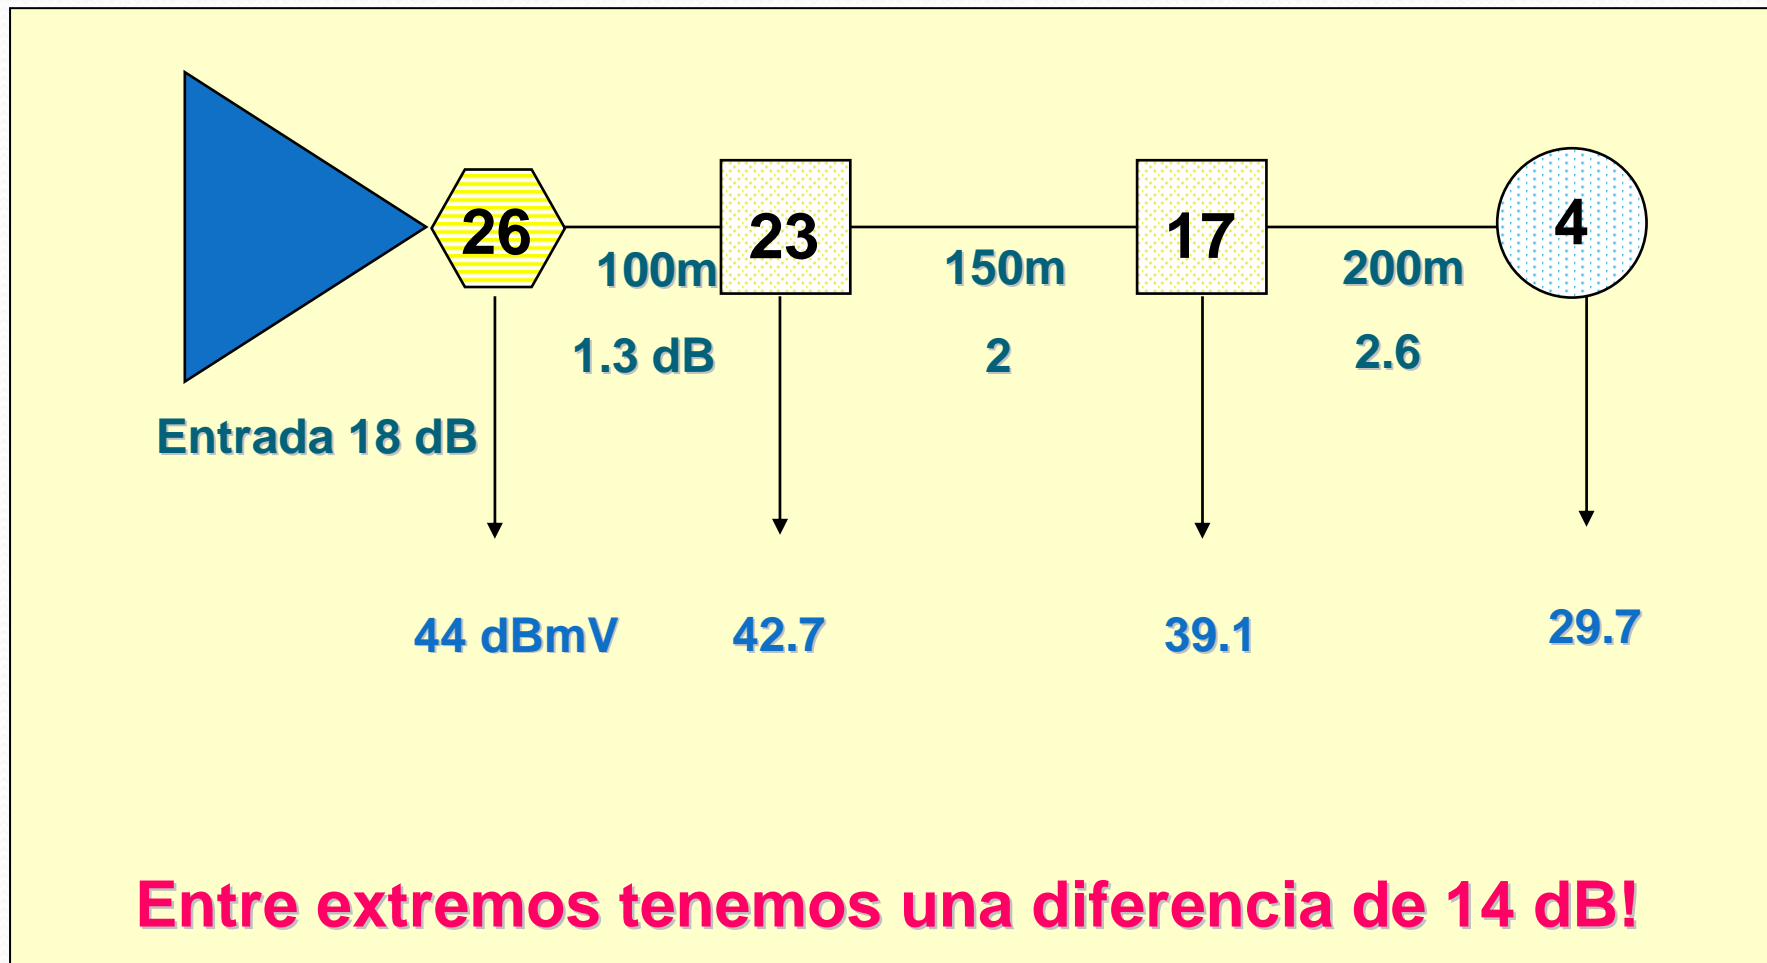 26
23
17
4
100m
150m
200m
1.3 dB
2
2.6
Entrada 18 dB
44 dBmV
42.7
39.1
29.7
Entre extremos tenemos una diferencia de 14 dB!